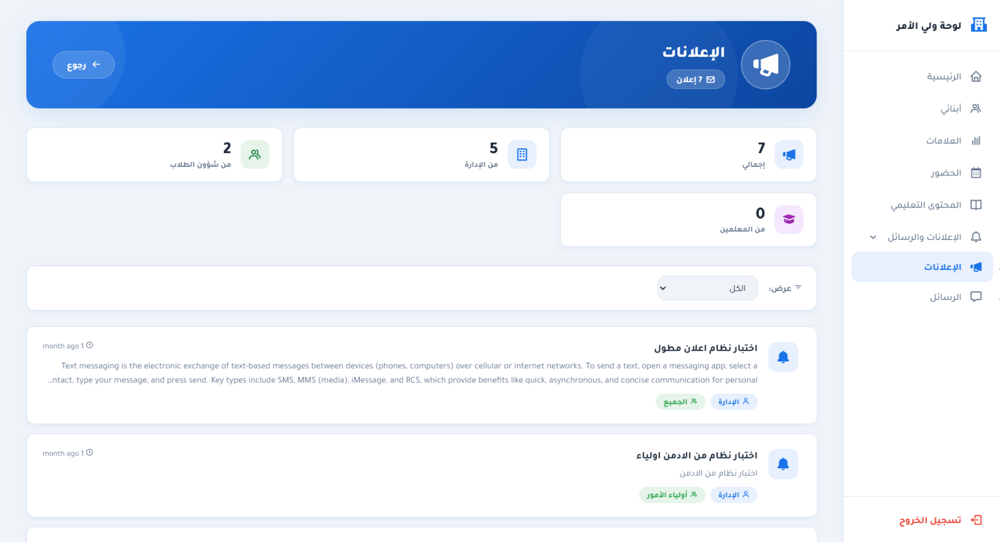 لوحة ولي الأمر
الرئيسية
أبنائي
العلامات
الحضور
المحتوى التعليمي
الإعلانات والرسائل
الإعلانات
الرسائل
تسجيل الخروج
الإعلانات
7 إعلان
رجوع
7
إجمالي
5
من الإدارة
2
من شؤون الطلاب
0
من المعلمين
عرض:
الكل
اختبار نظام اعلان مطول
month ago 1
Text messaging is the electronic exchange of text-based messages between devices (phones, computers) over cellular or internet networks. To send a text, open a messaging app, select a
...ntact, type your message, and press send. Key types include SMS, MMS (media), iMessage, and RCS, which provide benefits like quick, asynchronous, and concise communication for personal
الإدارة
الجميع
اختبار نظام من الادمن اولياء
month ago 1
اختبار نظام من الادمن
الإدارة
أولياء الأمور